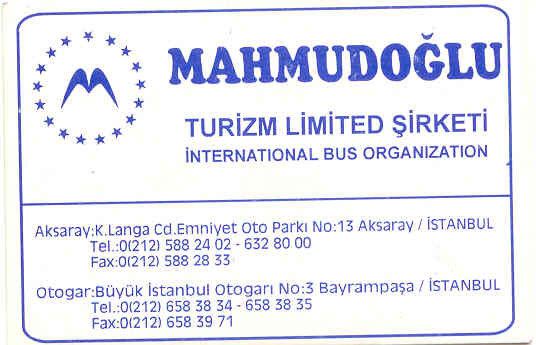 MAHMUDOĞLU
TURİZM LİMİTED ŞİRKETİ
İNTERNATIONAL BUS ORGANIZATION
Aksaray:K.Langa Cd.Emniyet Oto Parkı No:13 Aksaray / İSTANBUL
Tel.:0(212) 588 24 02 - 632 80 00
Fax:0(212) 588 28 33
Otogar:Büyük İstanbul Otogarı No:3 Bayrampaşa / İSTANBUL
Tel.:0(212) 658 38 34 - 658 38 35
Fax:0(212) 658 39 71